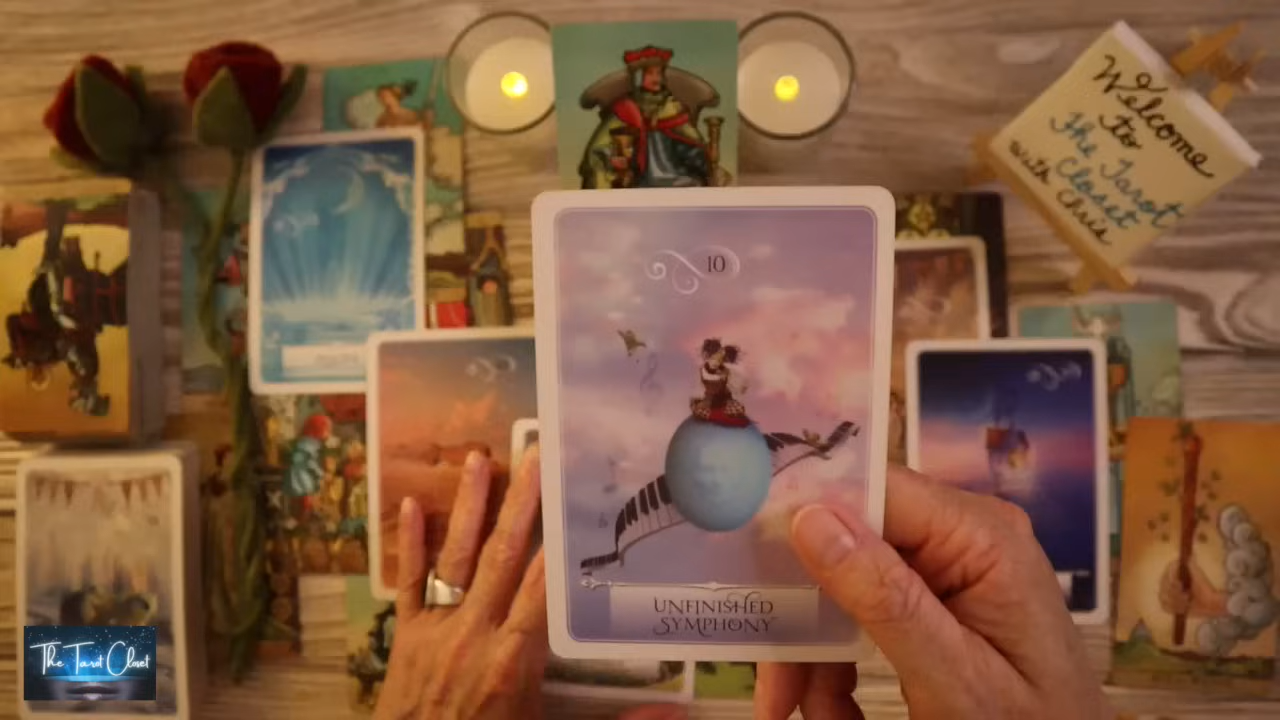 Welcome
to
the Tarot
Closet
with Chris
10
UNFINISHED
SYMPHONY
The Tarot Closet